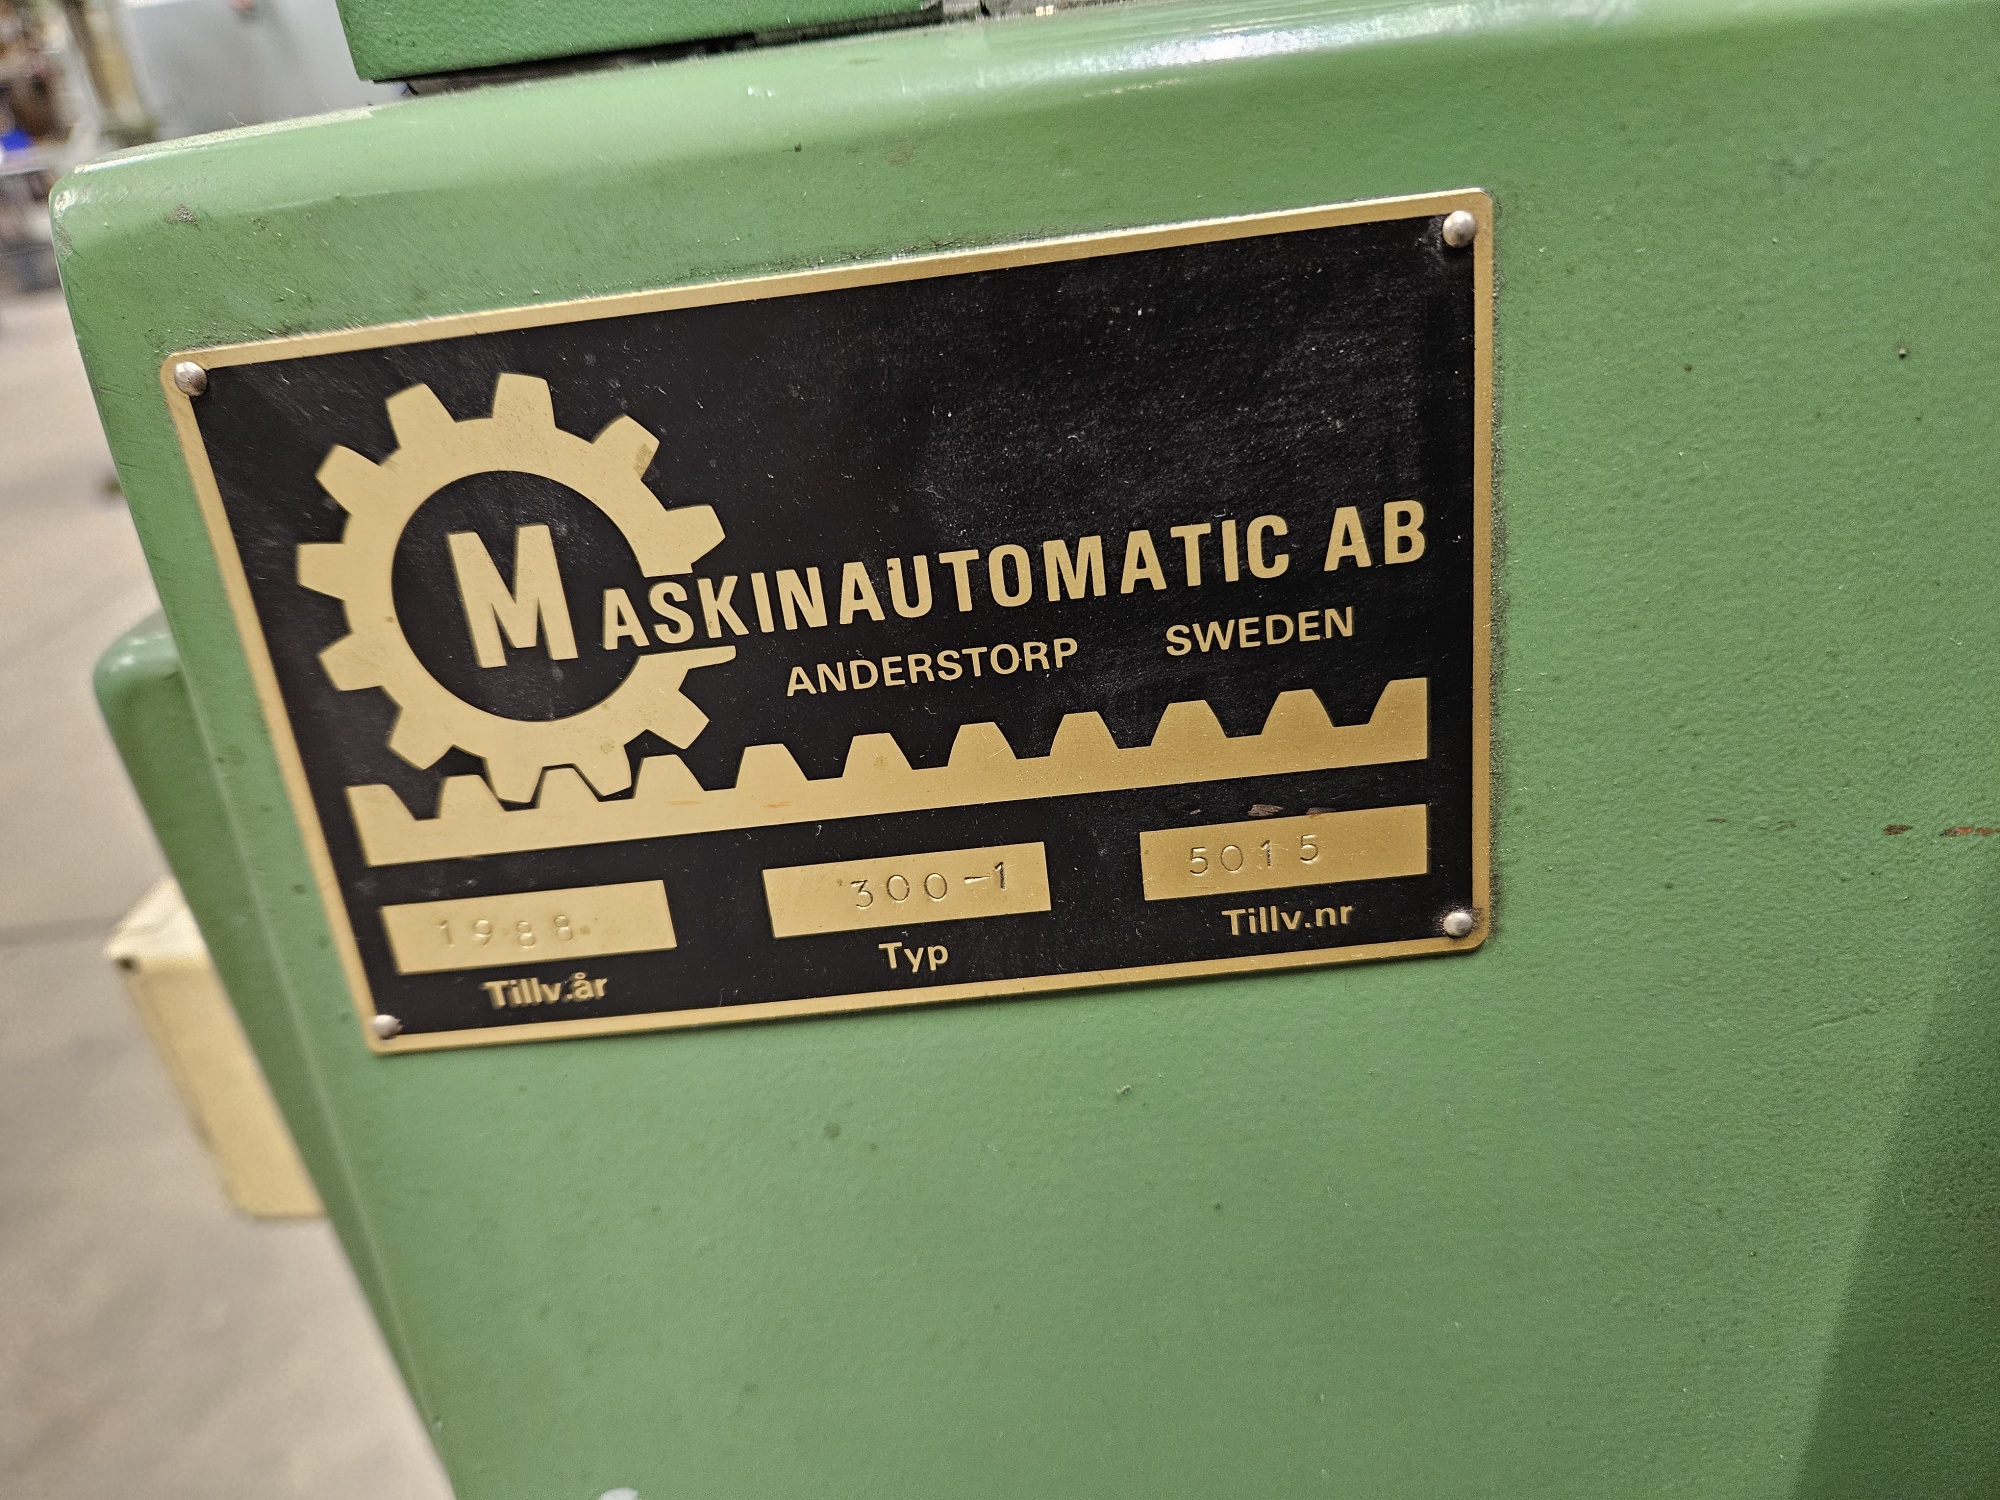 MASKINAUTOMATIC AB
ANDERSTORP SWEDEN
1988 300-1 5015
Tillv.år Typ Tillv.nr